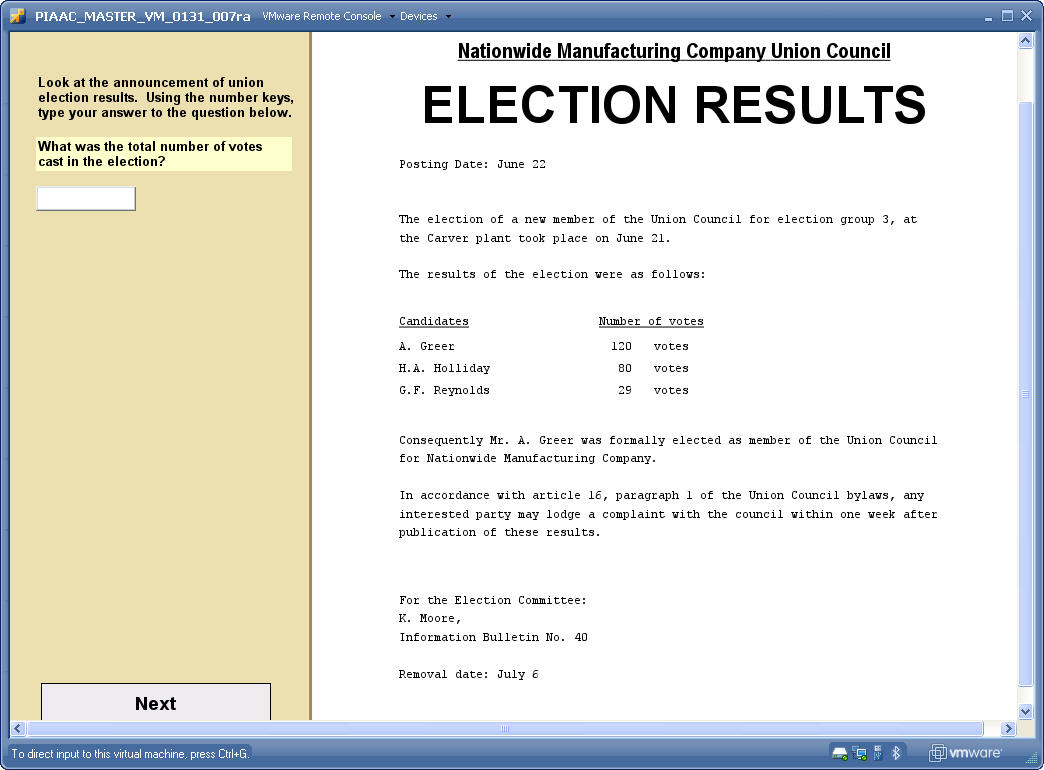 PIAAC_MASTER_VM_0131_007ra VMware Remote Console Devices
Look at the announcement of union
election results. Using the number keys,
type your answer to the question below.
What was the total number of votes
cast in the election?
Next
Nationwide Manufacturing Company Union Council
ELECTION RESULTS
Posting Date: June 22
The election of a new member of the Union Council for election group 3, at
the Carver plant took place on June 21.
The results of the election were as follows:
Candidates Number of votes
A. Greer 120 votes
H.A. Holliday 80 votes
G.F. Reynolds 29 votes
Consequently Mr. A. Greer was formally elected as member of the Union Council
for Nationwide Manufacturing Company.
In accordance with article 16, paragraph 1 of the Union Council bylaws, any
interested party may lodge a complaint with the council within one week after
publication of these results.
For the Election Committee:
K. Moore,
Information Bulletin No. 40
Removal date: July 6
To direct input to this virtual machine, press Ctrl+G.
vmware